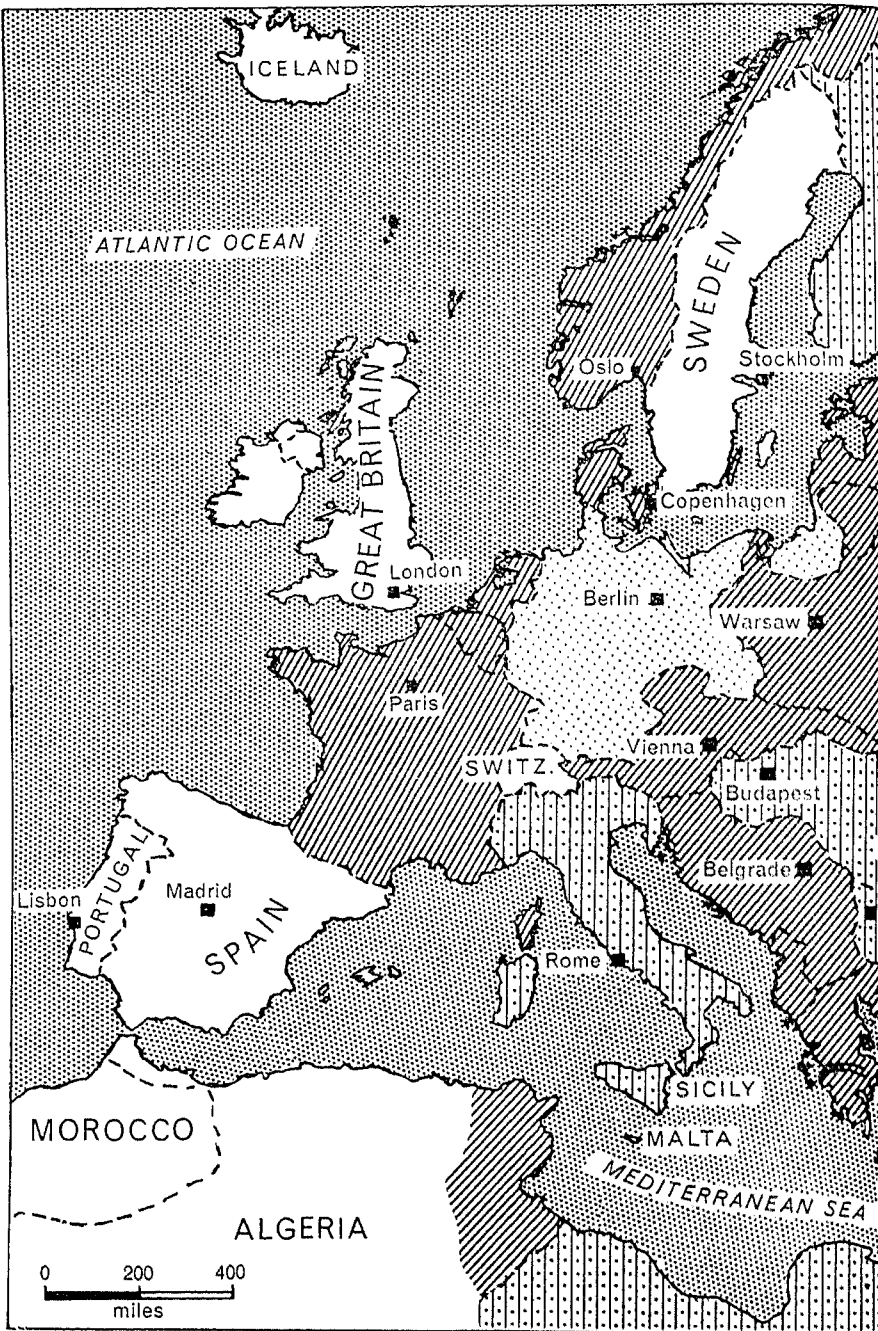 ICELAND
ATLANTIC OCEAN
SWEDEN
Oslo
Stockholm
GREAT BRITAIN
Copenhagen
London
Berlin
Warsaw
Paris
Vienna
SWITZ.
Budapest
Belgrade
PORTUGAL
Lisbon
Madrid
SPAIN
Rome
SICILY
MALTA
MOROCCO
MEDITERRANEAN SEA
ALGERIA
0 200 400
miles